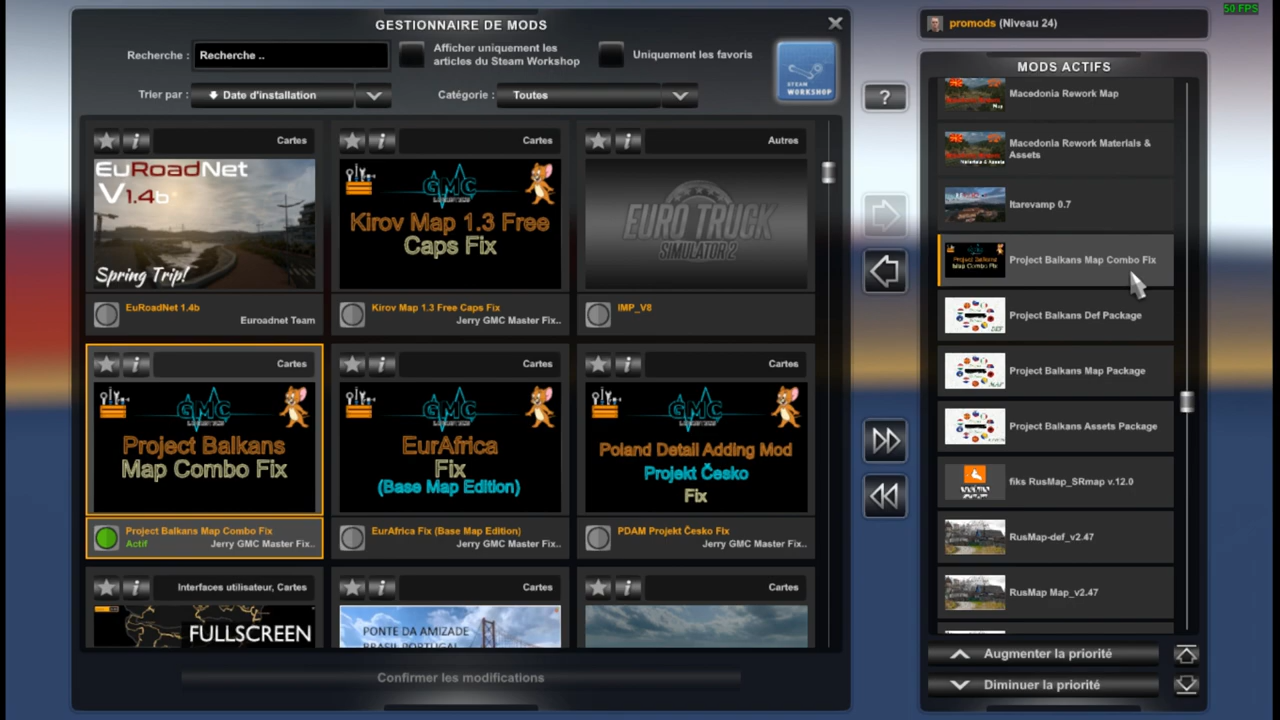 50 FPS
GESTIONNAIRE DE MODS
Recherche :
Recherche ..
Afficher uniquement les
articles du Steam Workshop
Uniquement les favoris
STEAM
WORKSHOP
Trier par :
Date d'installation
Catégorie :
Toutes
Cartes
EuRoadNet
V1.4b
Spring Trip!
EuRoadNet 1.4b
Euroadnet Team
Cartes
GMC
Kirov Map 1.3 Free
Caps Fix
Kirov Map 1.3 Free Caps Fix
Jerry GMC Master Fix..
Autres
EURO TRUCK
SIMULATOR 2
IMP_V8
Cartes
GMC
Project Balkans
Map Combo Fix
Project Balkans Map Combo Fix
Actif
Jerry GMC Master Fix..
Cartes
GMC
EurAfrica
Fix
(Base Map Edition)
EurAfrica Fix (Base Map Edition)
Jerry GMC Master Fix..
Cartes
GMC
Poland Detail Adding Mod
Projekt Česko
Fix
PDAM Projekt Česko Fix
Jerry GMC Master Fix..
Interfaces utilisateur, Cartes
FULLSCREEN
Cartes
PONTE DA AMIZADE
BRASIL PORTUGAL
Cartes
Confirmer les modifications
?
promods (Niveau 24)
MODS ACTIFS
Macedonia Rework Map
Macedonia Rework Materials &
Assets
Itarevamp 0.7
Project Balkans Map Combo Fix
Project Balkans Def Package
Project Balkans Map Package
Project Balkans Assets Package
fiks RusMap_SRmap v.12.0
RusMap-def_v2.47
RusMap Map_v2.47
Augmenter la priorité
Diminuer la priorité